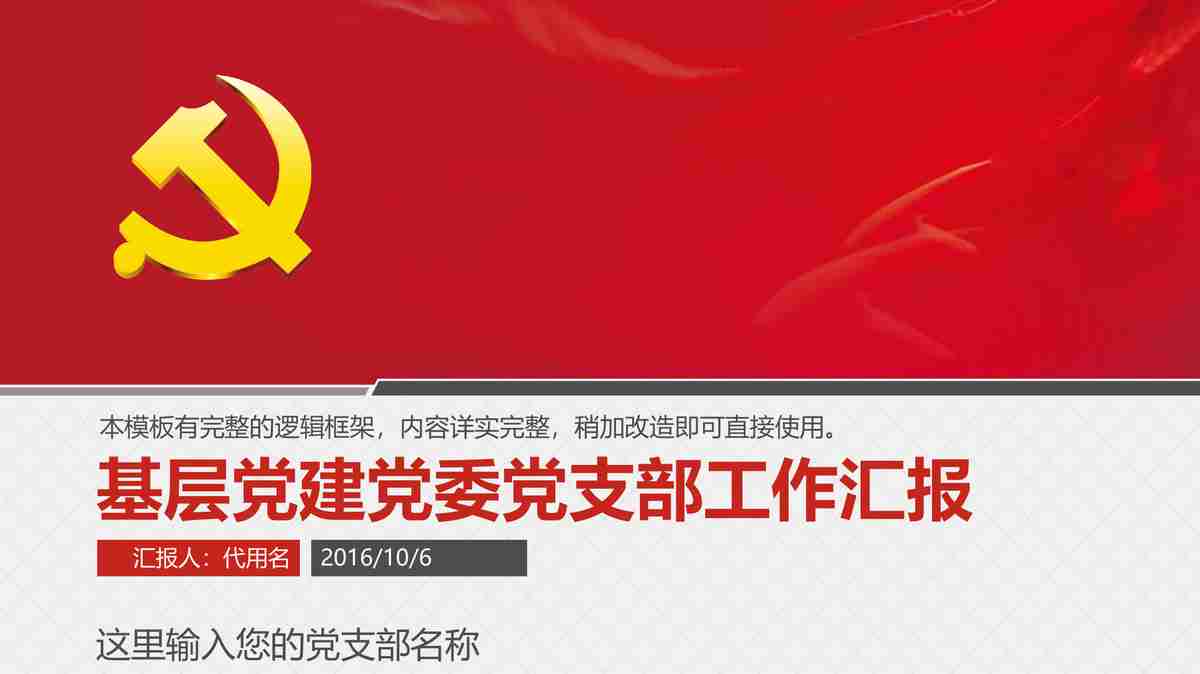 本模板有完整的逻辑框架，内容详实完整，稍加改造即可直接使用。
基层党建党委党支部工作汇报
汇报人：代用名 2016/10/6
这里输入您的党支部名称